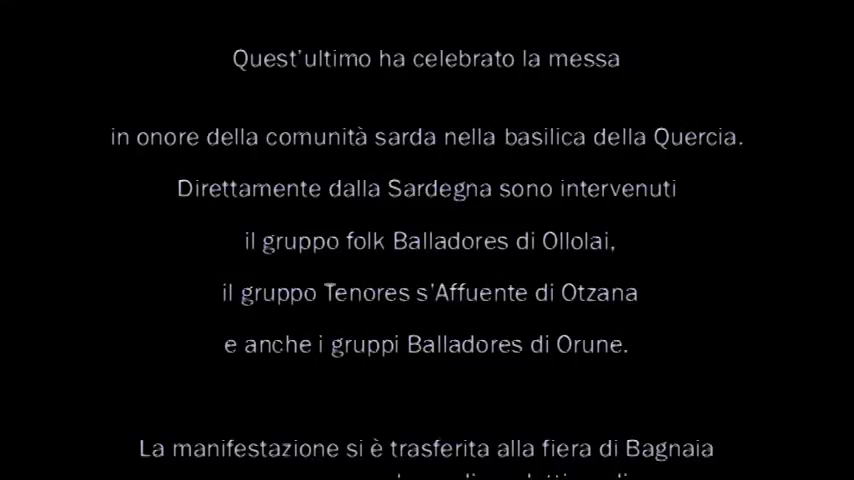 Quest'ultimo ha celebrato la messa
in onore della comunità sarda nella basilica della Quercia.
Direttamente dalla Sardegna sono intervenuti
il gruppo folk Balladores di Ollolai,
il gruppo Tenores s'Affuente di Otzana
e anche i gruppi Balladores di Orune.
La manifestazione si è trasferita alla fiera di Bagnaia